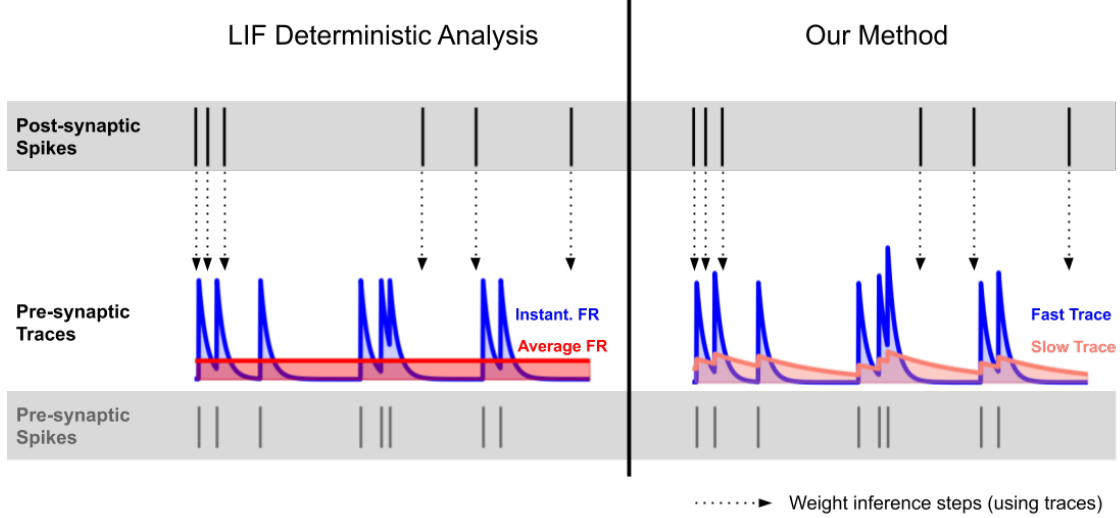 LIF Deterministic Analysis
Our Method
Post-synaptic
Spikes
Pre-synaptic
Traces
Instant. FR
Average FR
Fast Trace
Slow Trace
Pre-synaptic
Spikes
Weight inference steps (using traces)